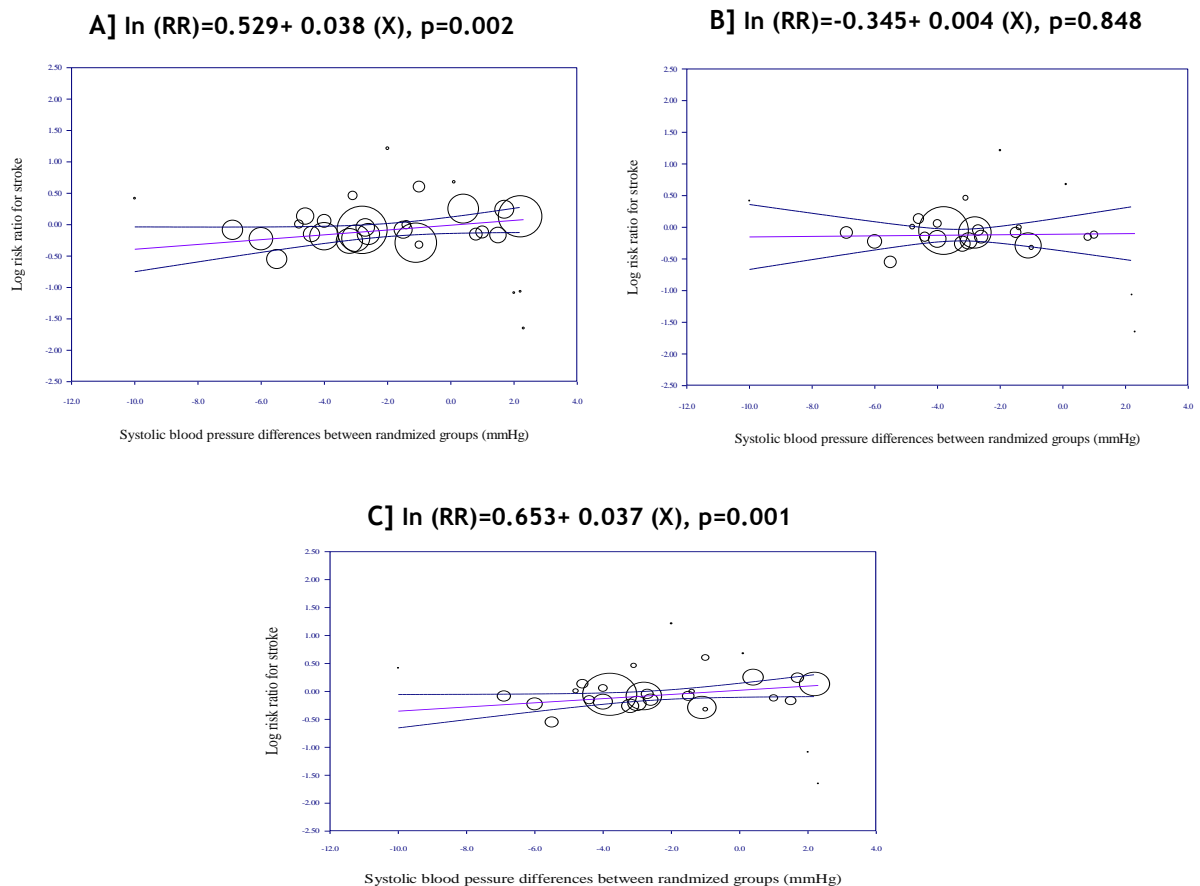 A] ln (RR)=0.529+ 0.038 (X), p=0.002
2.50
2.00
1.50
1.00
0.50
0.00
-0.50
-1.00
-1.50
-2.00
-2.50
Log risk ratio for stroke
-12.0 -10.0 -8.0 -6.0 -4.0 -2.0 0.0 2.0 4.0
Systolic blood pressure differences between randmized groups (mmHg)
B] ln (RR)=-0.345+ 0.004 (X), p=0.848
2.50
2.00
1.50
1.00
0.50
0.00
-0.50
-1.00
-1.50
-2.00
-2.50
Log risk ratio for stroke
-12.0 -10.0 -8.0 -6.0 -4.0 -2.0 0.0 2.0 4.0
Systolic blood pressure differences between randmized groups (mmHg)
C] ln (RR)=0.653+ 0.037 (X), p=0.001
2.50
2.00
1.50
1.00
0.50
0.00
-0.50
-1.00
-1.50
-2.00
-2.50
Log risk ratio for stroke
-12.0 -10.0 -8.0 -6.0 -4.0 -2.0 0.0 2.0 4.0
Systolic blood pressure differences between randmized groups (mmHg)